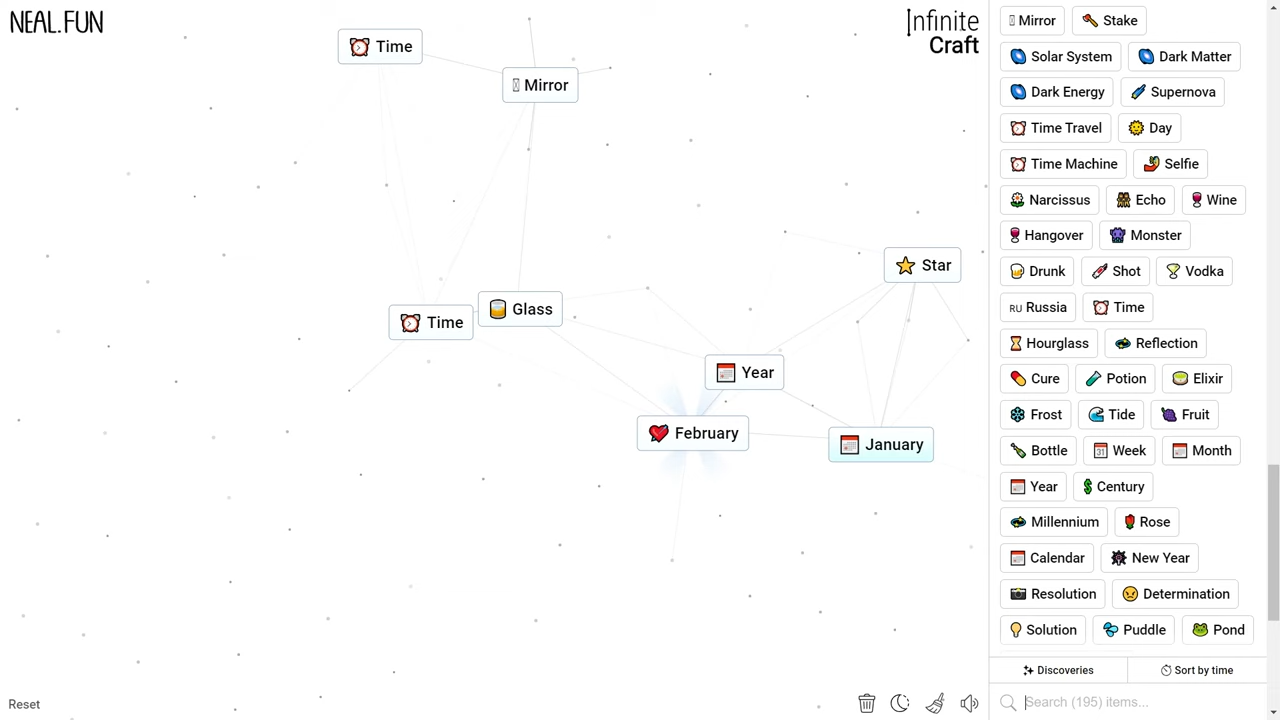 NEAL.FUN
Infinite
Craft
Time
Mirror
Star
Time
Glass
Year
February
January
Mirror
Stake
Solar System
Dark Matter
Dark Energy
Supernova
Time Travel
Day
Time Machine
Selfie
Narcissus
Echo
Wine
Hangover
Monster
Drunk
Shot
Vodka
RU Russia
Time
Hourglass
Reflection
Cure
Potion
Elixir
Frost
Tide
Fruit
Bottle
31 Week
Month
Year
Century
Millennium
Rose
Calendar
New Year
Resolution
Determination
Solution
Puddle
Pond
Discoveries
Sort by time
Search (195) items...
Reset